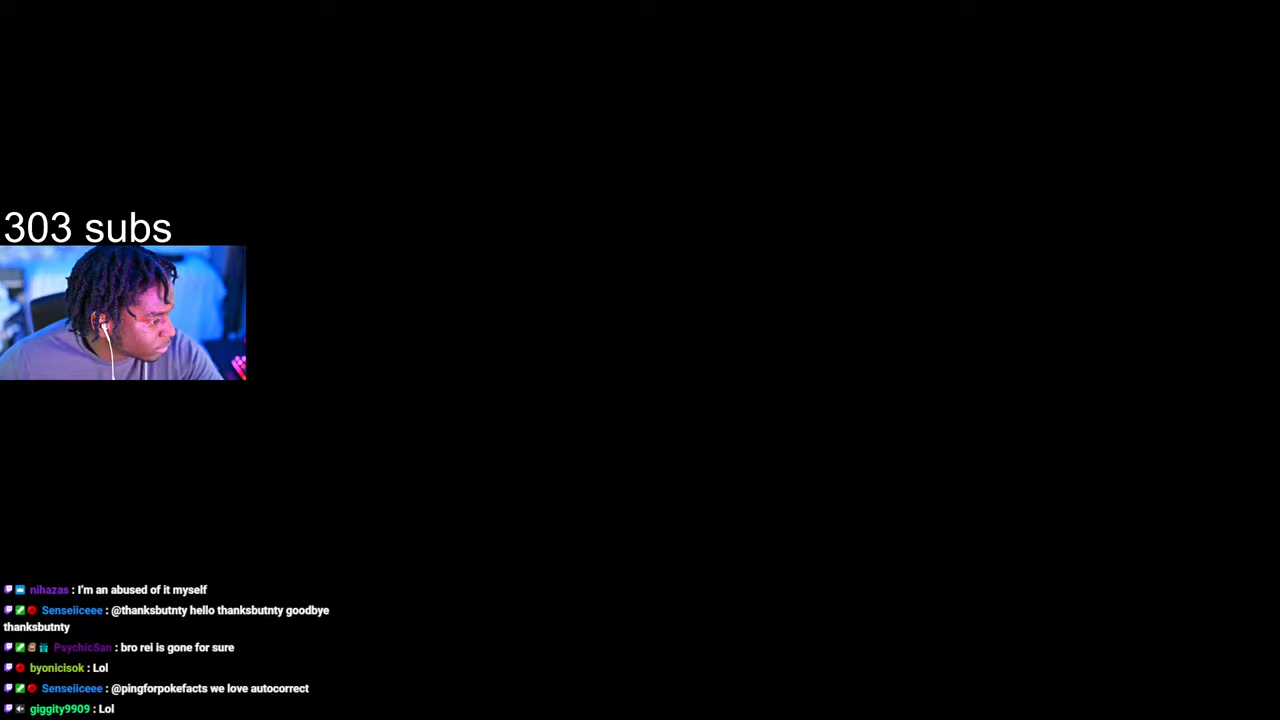 303 subs
nihazas : I'm an abused of it myself
Senseiiceee : @thanksbutnty hello thanksbutnty goodbye
thanksbutnty
PsychicSan : bro rei is gone for sure
byonicisok : Lol
Senseiiceee : @pingforpokefacts we love autocorrect
giggity9909 : Lol